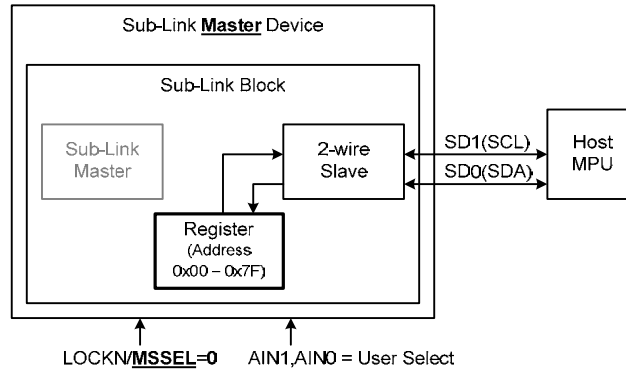 Sub-Link Master Device
Sub-Link Block
Sub-Link
Master
2-wire
Slave
SD1(SCL)
SD0(SDA)
Host
MPU
Register
(Address
0x00 – 0x7F)
LOCKN/MSSEL=0
AIN1,AIN0 = User Select